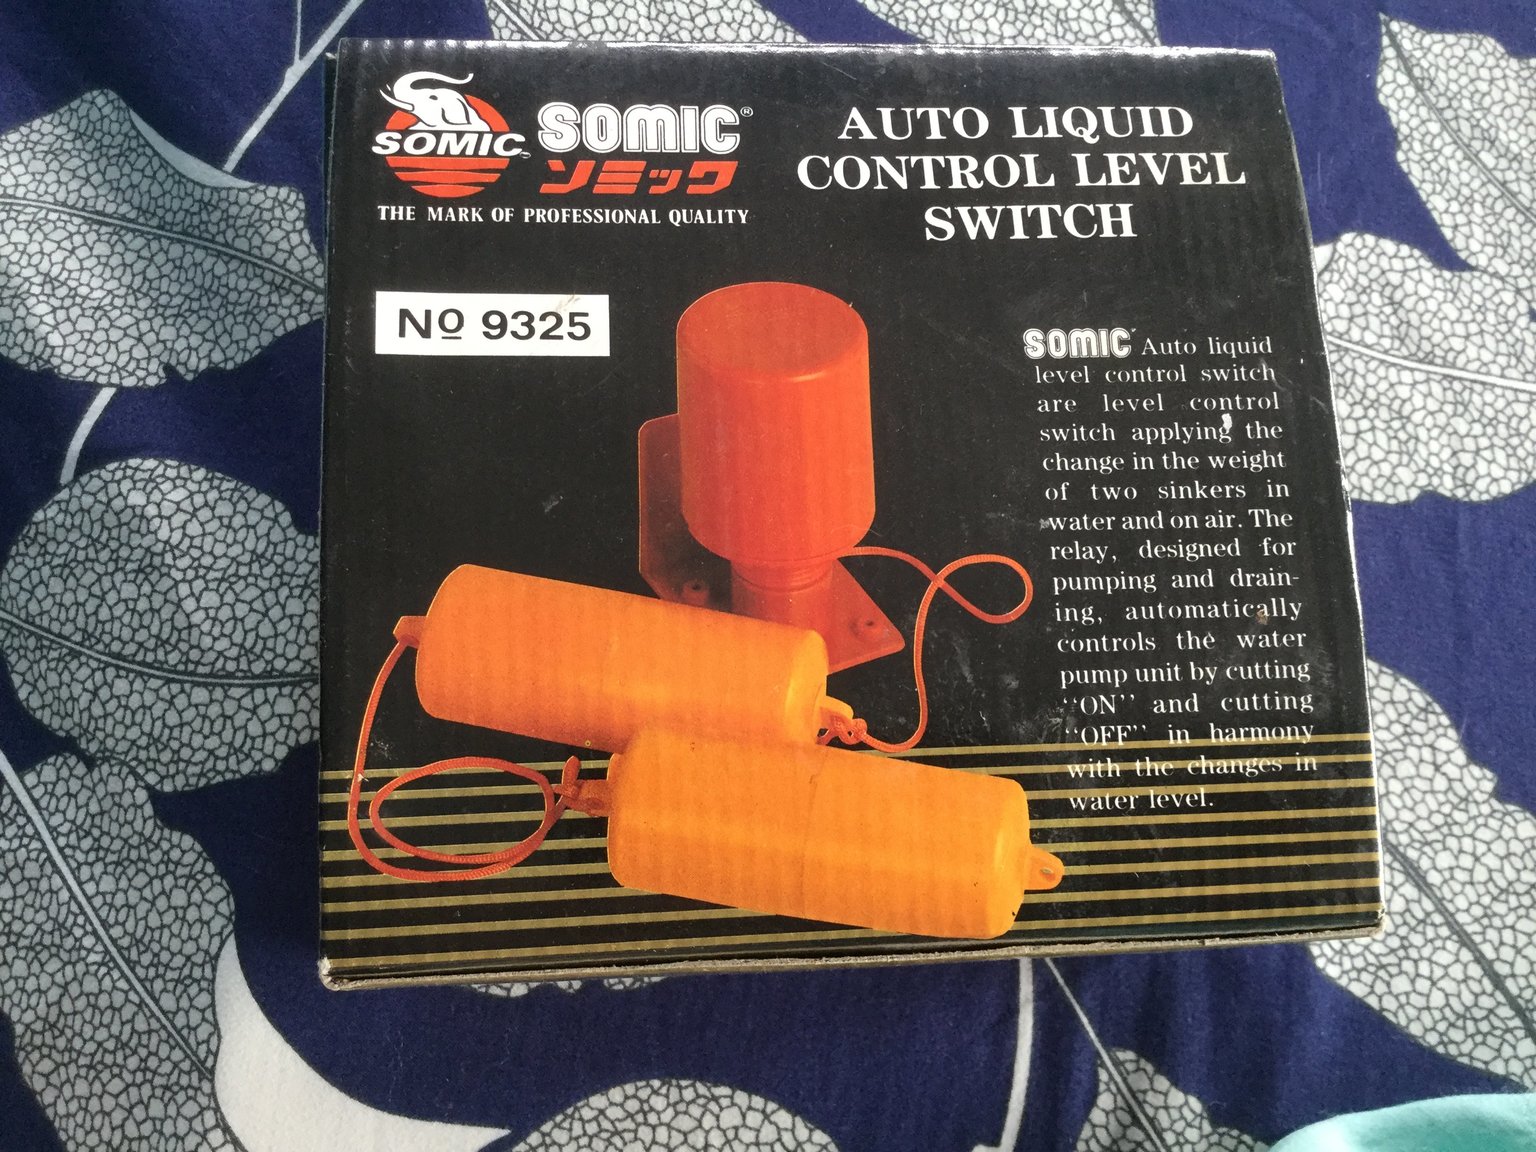 SOMIC
SOMIC®
ソミック
THE MARK OF PROFESSIONAL QUALITY
AUTO LIQUID
CONTROL LEVEL
SWITCH
Nº 9325
SOMIC Auto liquid
level control switch
are level control
switch applying the
change in the weight
of two sinkers in
water and on air. The
relay, designed for
pumping and drain-
ing, automatically
controls the water
pump unit by cutting
‘‘ON’’ and cutting
‘‘OFF’’ in harmony
with the changes in
water level.